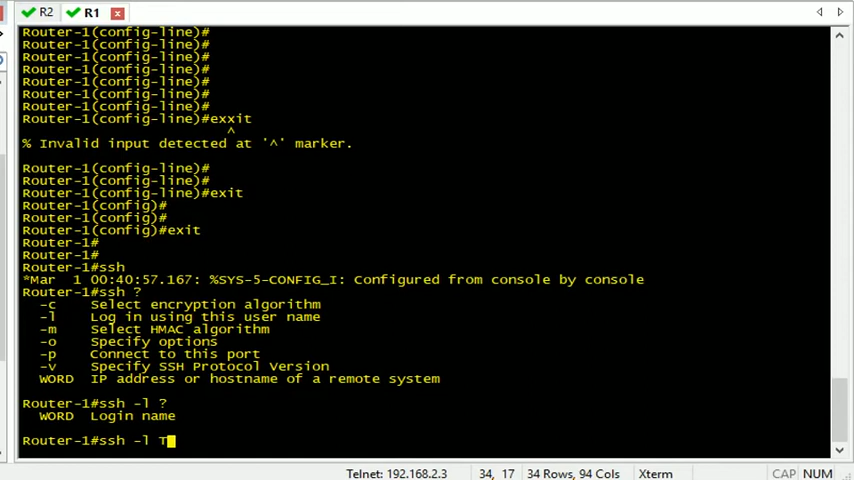 R2 R1
Router-1(config-line)#
Router-1(config-line)#
Router-1(config-line)#
Router-1(config-line)#
Router-1(config-line)#
Router-1(config-line)#
Router-1(config-line)#
Router-1(config-line)#exxit
^
% Invalid input detected at '^' marker.
Router-1(config-line)#
Router-1(config-line)#
Router-1(config-line)#exit
Router-1(config)#
Router-1(config)#
Router-1(config)#exit
Router-1#
Router-1#
Router-1#ssh
*Mar  1 00:40:57.167: %SYS-5-CONFIG_I: Configured from console by console
Router-1#ssh ?
-c    Select encryption algorithm
-l    Log in using this user name
-m    Select HMAC algorithm
-o    Specify options
-p    Connect to this port
-v    Specify SSH Protocol Version
WORD  IP address or hostname of a remote system
Router-1#ssh -l ?
WORD  Login name
Router-1#ssh -l T
Telnet: 192.168.2.3 34, 17 34 Rows, 94 Cols Xterm CAP NUM